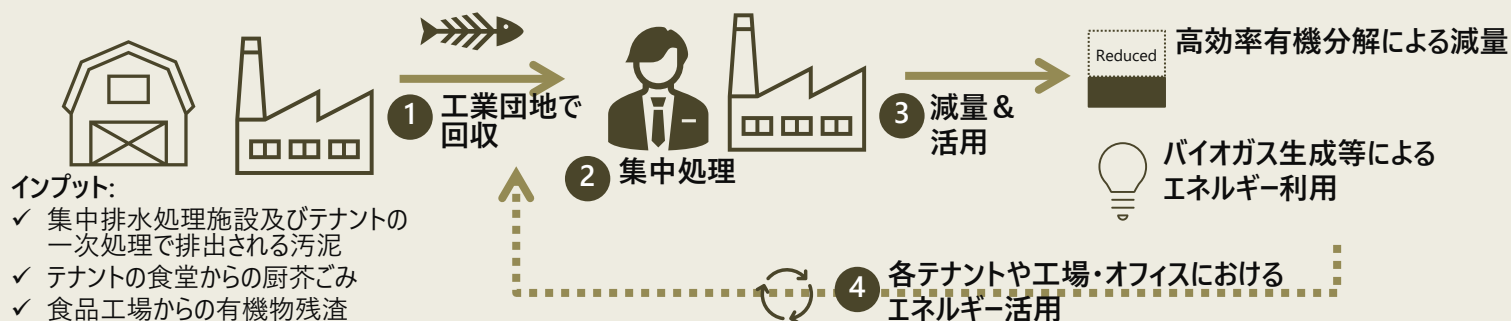 1 工業団地で
回収
2 集中処理
3 減量&
活用
Reduced
高効率有機分解による減量
バイオガス生成等による
エネルギー利用
インプット:
✓ 集中排水処理施設及びテナントの
一次処理で排出される汚泥
✓ テナントの食堂からの厨芥ごみ
✓ 食品工場からの有機物残渣
4 各テナントや工場・オフィスにおける
エネルギー活用